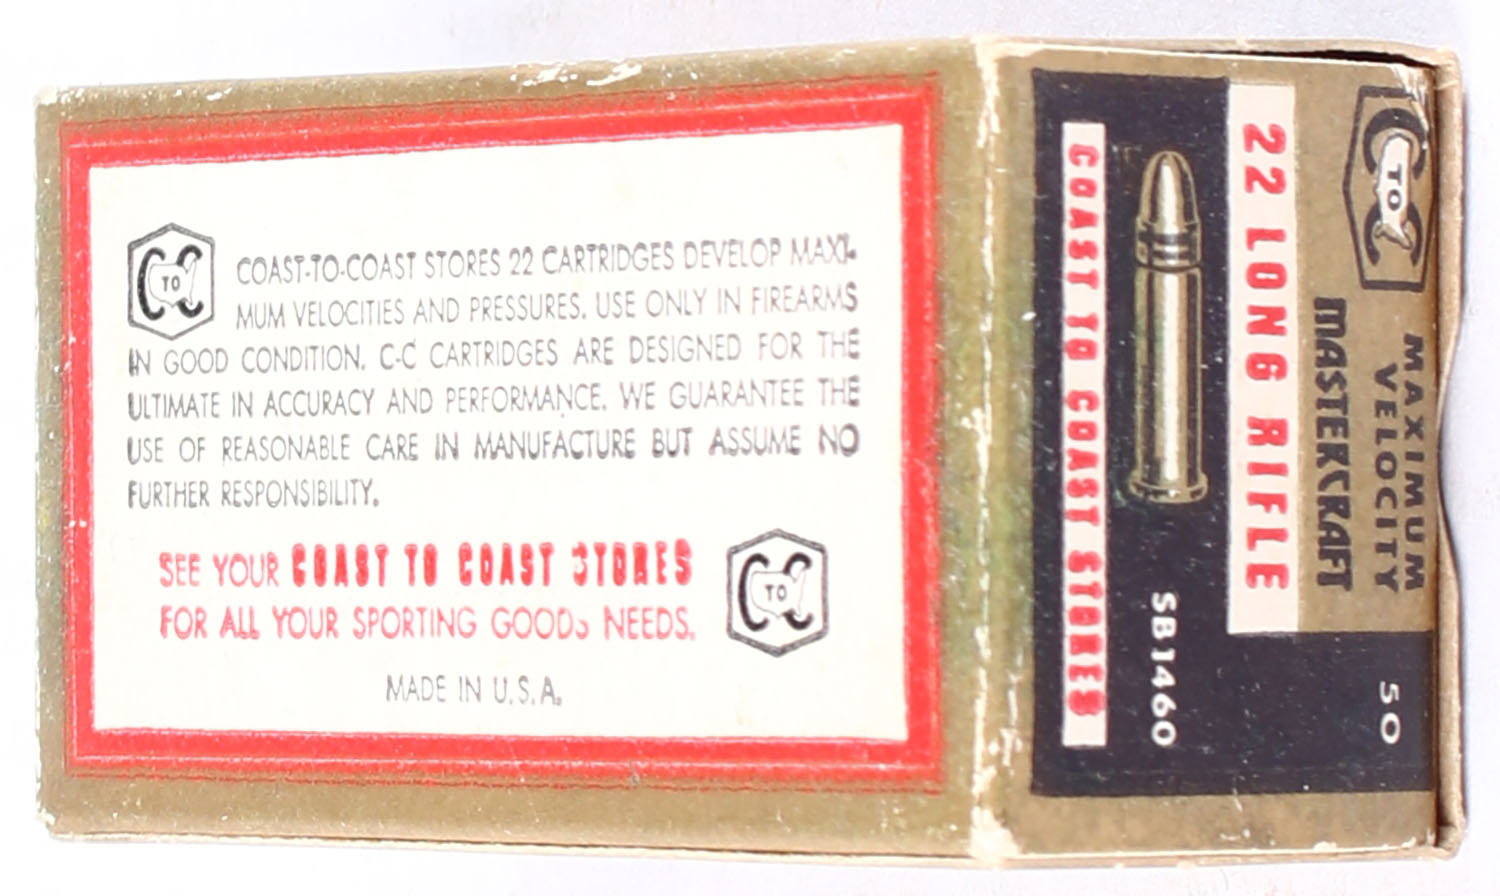 C TO C
COAST-TO-COAST STORES 22 CARTRIDGES DEVELOP MAXI-
MUM VELOCITIES AND PRESSURES. USE ONLY IN FIREARMS
IN GOOD CONDITION. C-C CARTRIDGES ARE DESIGNED FOR THE
ULTIMATE IN ACCURACY AND PERFORMANCE. WE GUARANTEE THE
USE OF REASONABLE CARE IN MANUFACTURE BUT ASSUME NO
FURTHER RESPONSIBILITY.
SEE YOUR COAST TO COAST STORES
FOR ALL YOUR SPORTING GOODS NEEDS.
C TO C
MADE IN U.S.A.
C TO C
MAXIMUM
VELOCITY
MASTERCRAFT
50
22 LONG RIFLE
SB1460
COAST TO COAST STORES